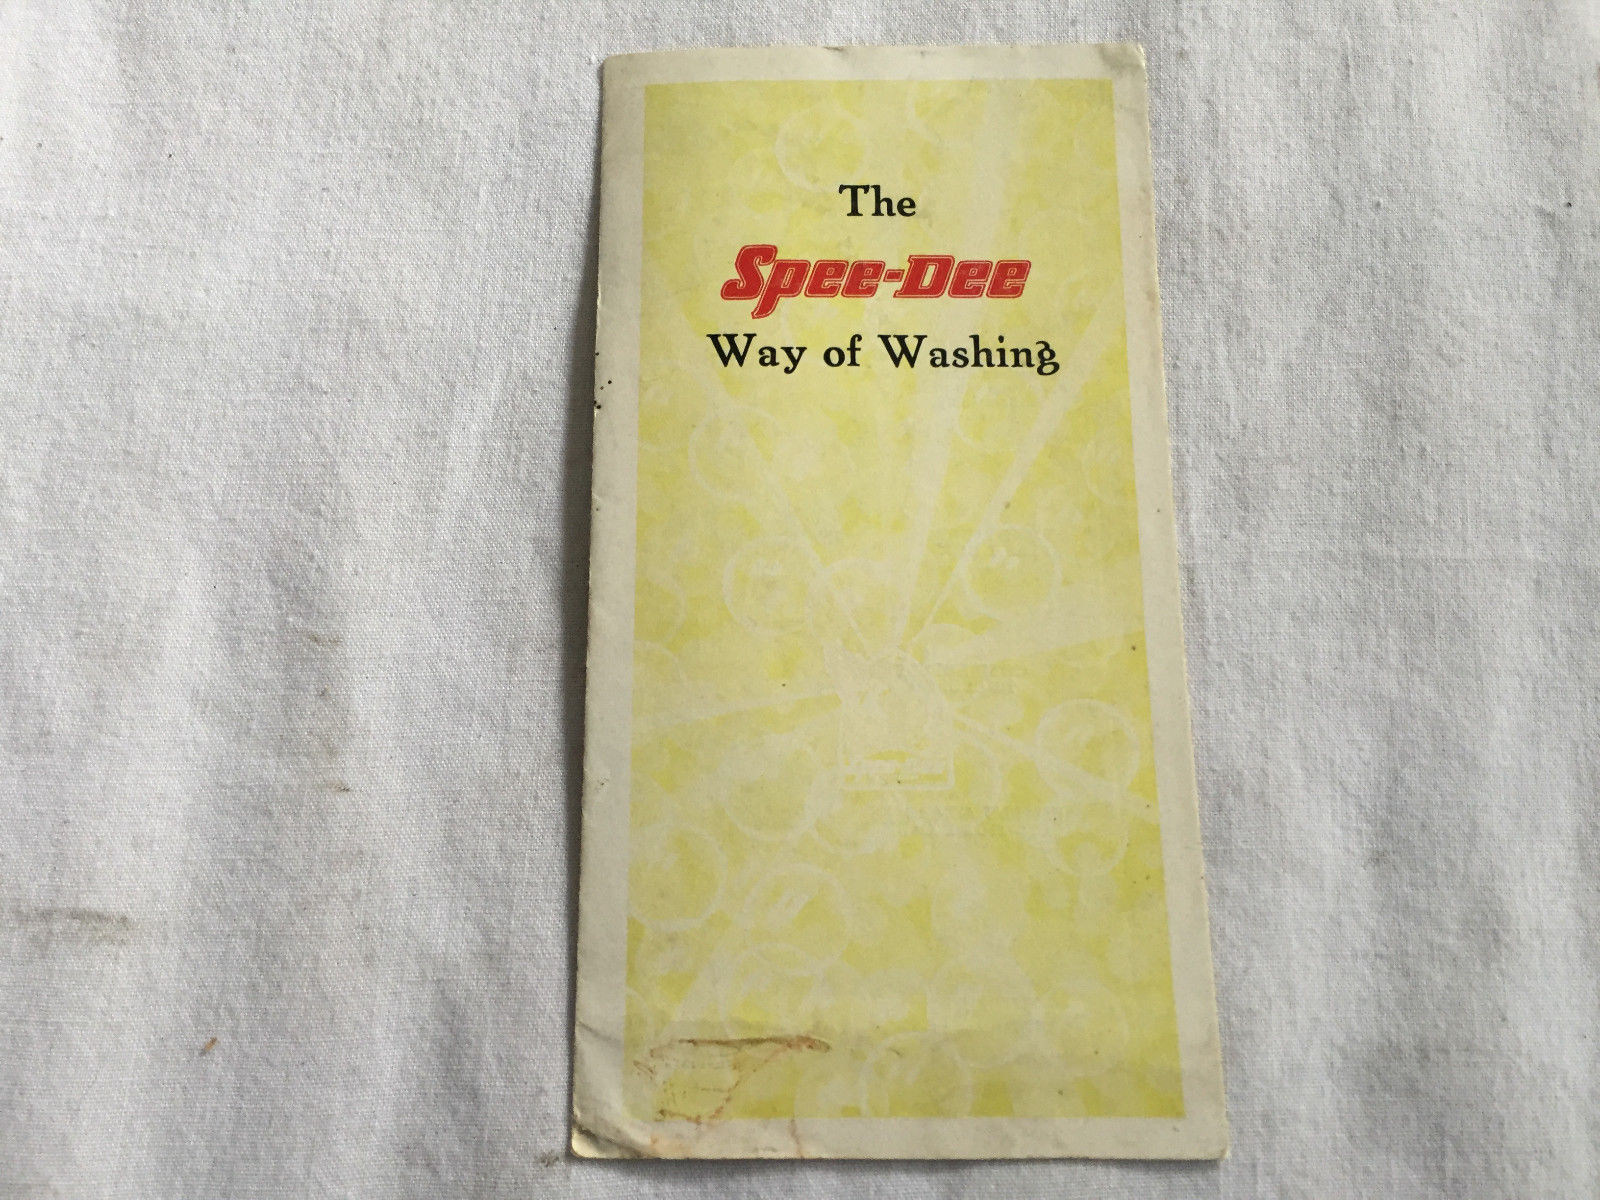 The
Spee-Dee
Way of Washing